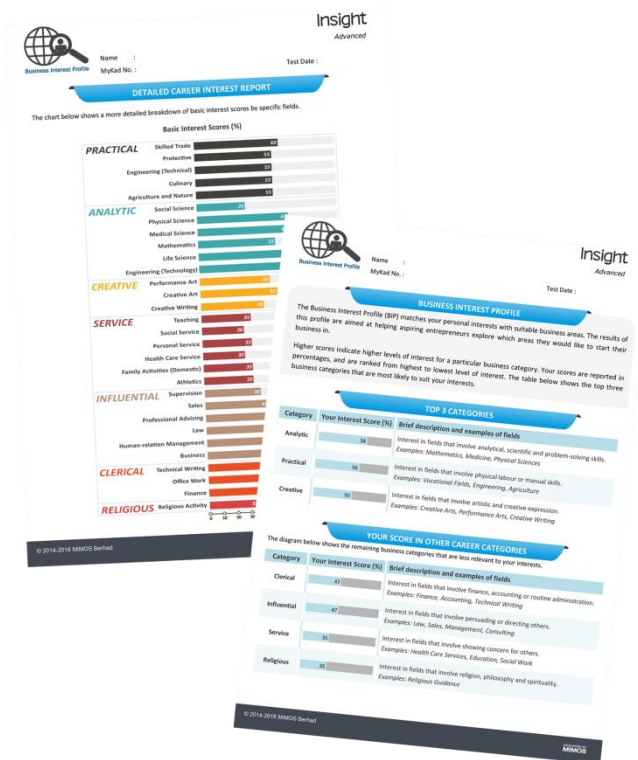 Insight
Advanced
Business Interest Profile
Name :
MyKad No. :
Test Date :
DETAILED CAREER INTEREST REPORT
The chart below shows a more detailed breakdown of basic interest scores by specific fields.
Basic Interest Scores (%)
PRACTICAL
Skilled Trade 60
Protective 55
Engineering (Technical) 55
Culinary 55
Agriculture and Nature 55
ANALYTIC
Social Science 35
Physical Science
Medical Science
Mathematics 55
Life Science
Engineering (Technology)
CREATIVE
Performance Art
Creative Art
Creative Writing
SERVICE
Teaching
Social Service
Personal Service
Health Care Service
Family Activities (Domestic)
Athletics
INFLUENTIAL
Supervision
Sales
Professional Advising
Law
Human-relation Management
Business
CLERICAL
Technical Writing
Office Work
Finance
RELIGIOUS
Religious Activity
0 10 20 30
© 2014-2016 MIMOS Berhad
Insight
Advanced
Business Interest Profile
Name :
MyKad No. :
Test Date :
BUSINESS INTEREST PROFILE
The Business Interest Profile (BIP) matches your personal interests with suitable business areas. The results of
this profile are aimed at helping aspiring entrepreneurs explore which areas they would like to start their
business in.
Higher scores indicate higher levels of interest for a particular business category. Your scores are reported in
percentages, and are ranked from highest to lowest level of interest. The table below shows the top three
business categories that are most likely to suit your interests.
TOP 3 CATEGORIES
Category Your Interest Score (%) Brief description and examples of fields
Analytic 58 Interest in fields that involve analytical, scientific and problem-solving skills.
Examples: Mathematics, Medicine, Physical Sciences
Practical 56 Interest in fields that involve physical labour or manual skills.
Examples: Vocational Fields, Engineering, Agriculture
Creative 50 Interest in fields that involve artistic and creative expression.
Examples: Creative Arts, Performance Arts, Creative Writing
YOUR SCORE IN OTHER CAREER CATEGORIES
The diagram below shows the remaining business categories that are less relevant to your interests.
Category Your Interest Score (%) Brief description and examples of fields
Clerical 47 Interest in fields that involve finance, accounting or routine administration.
Examples: Finance, Accounting, Technical Writing
Influential 47 Interest in fields that involve persuading or directing others.
Examples: Law, Sales, Management, Consulting
Service 35 Interest in fields that involve showing concern for others.
Examples: Health Care Services, Education, Social Work
Religious 35 Interest in fields that involve religion, philosophy and spirituality.
Examples: Religious Guidance
© 2014-2016 MIMOS Berhad
MIMOS